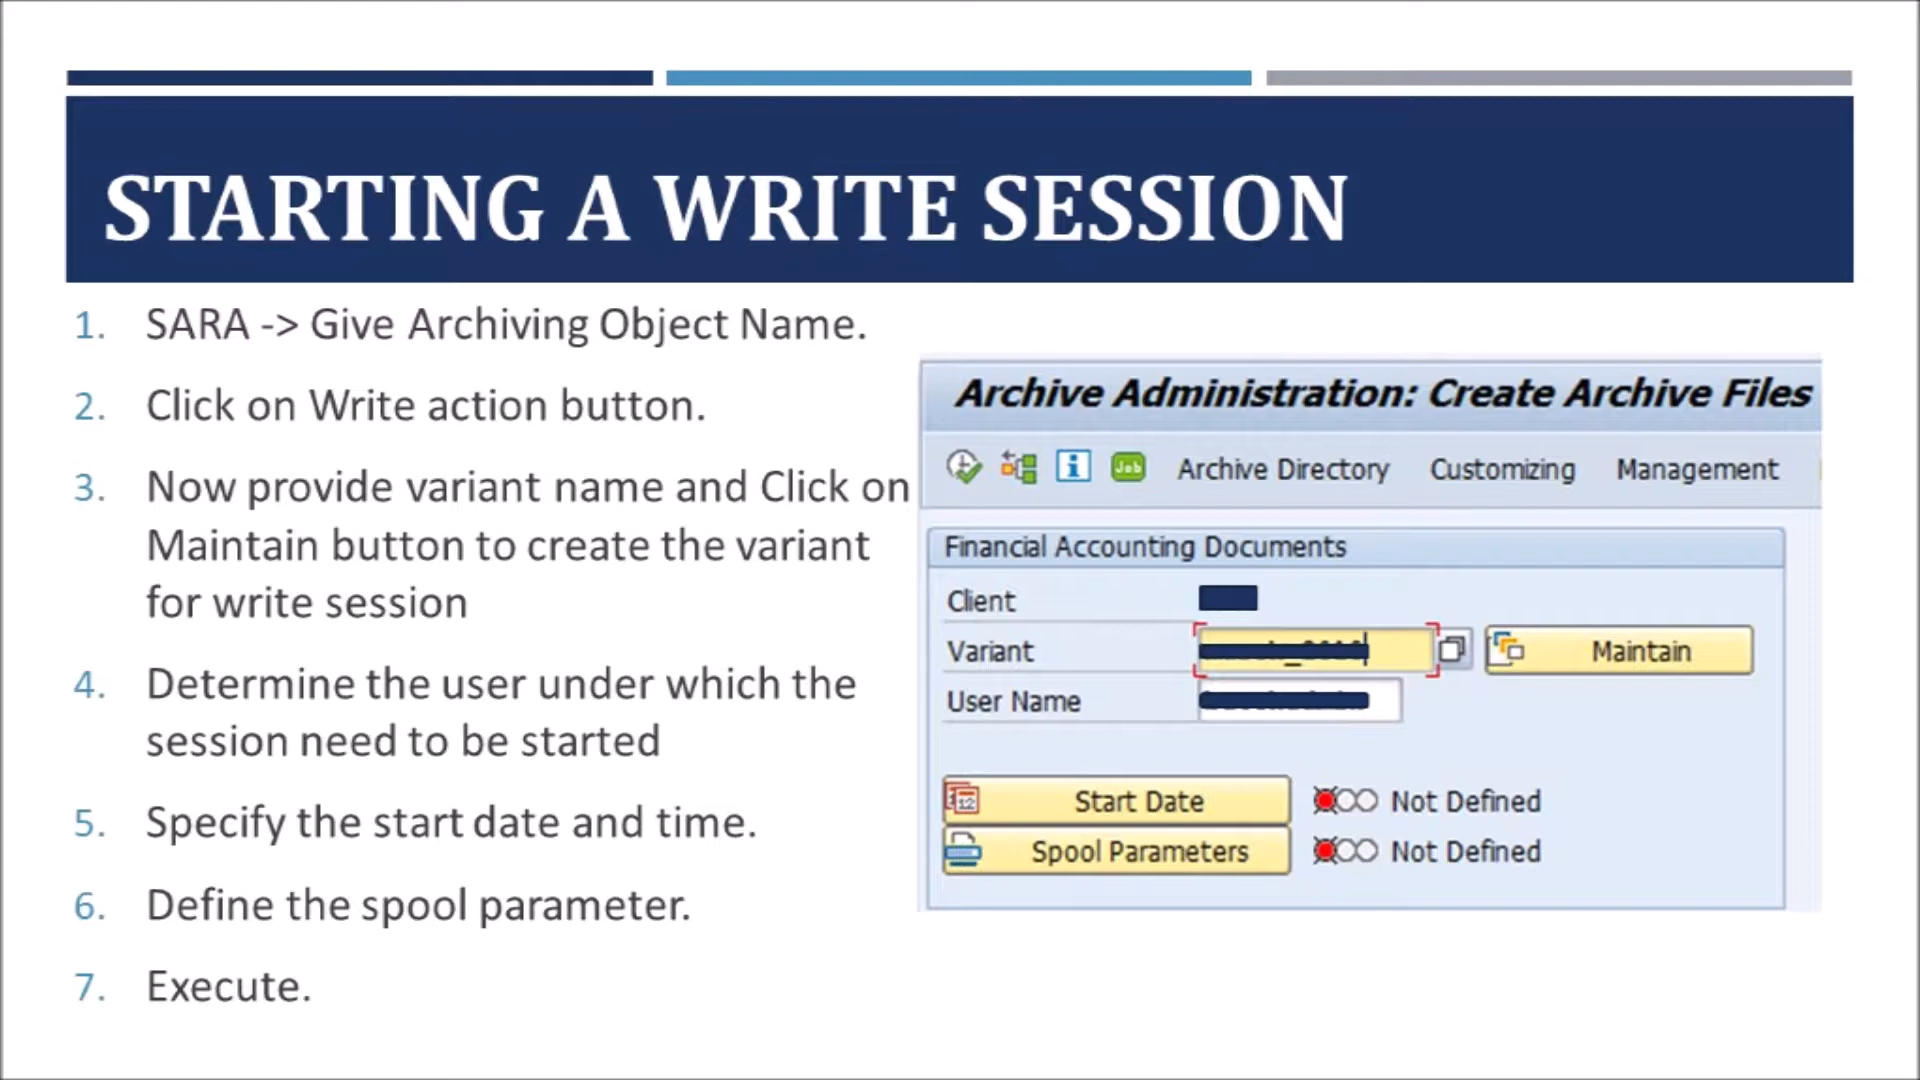 STARTING A WRITE SESSION
1. SARA -> Give Archiving Object Name.
2. Click on Write action button.
3. Now provide variant name and Click on
Maintain button to create the variant
for write session
4. Determine the user under which the
session need to be started
5. Specify the start date and time.
6. Define the spool parameter.
7. Execute.
Archive Administration: Create Archive Files
Job Archive Directory Customizing Management
Financial Accounting Documents
Client
Variant Maintain
User Name
12 Start Date Not Defined
Spool Parameters Not Defined